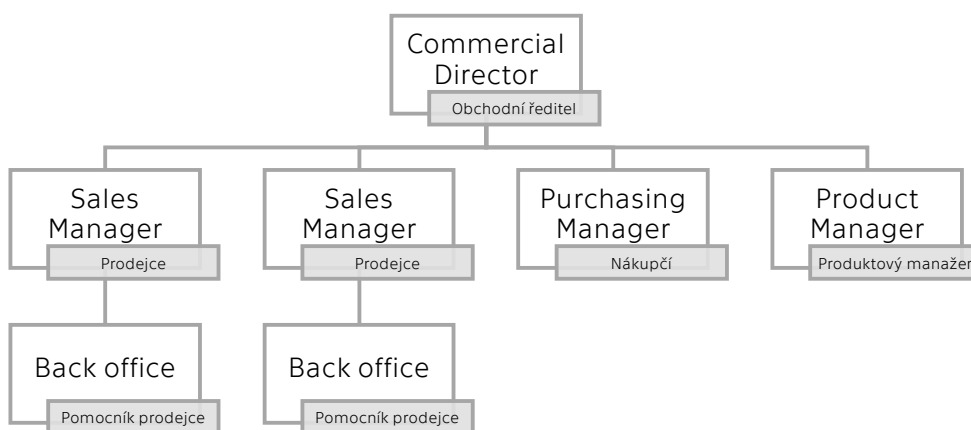 Commercial
Director
Obchodní ředitel
Sales
Manager
Prodejce
Sales
Manager
Prodejce
Purchasing
Manager
Nákupčí
Product
Manager
Produktový manažer
Back office
Pomocník prodejce
Back office
Pomocník prodejce